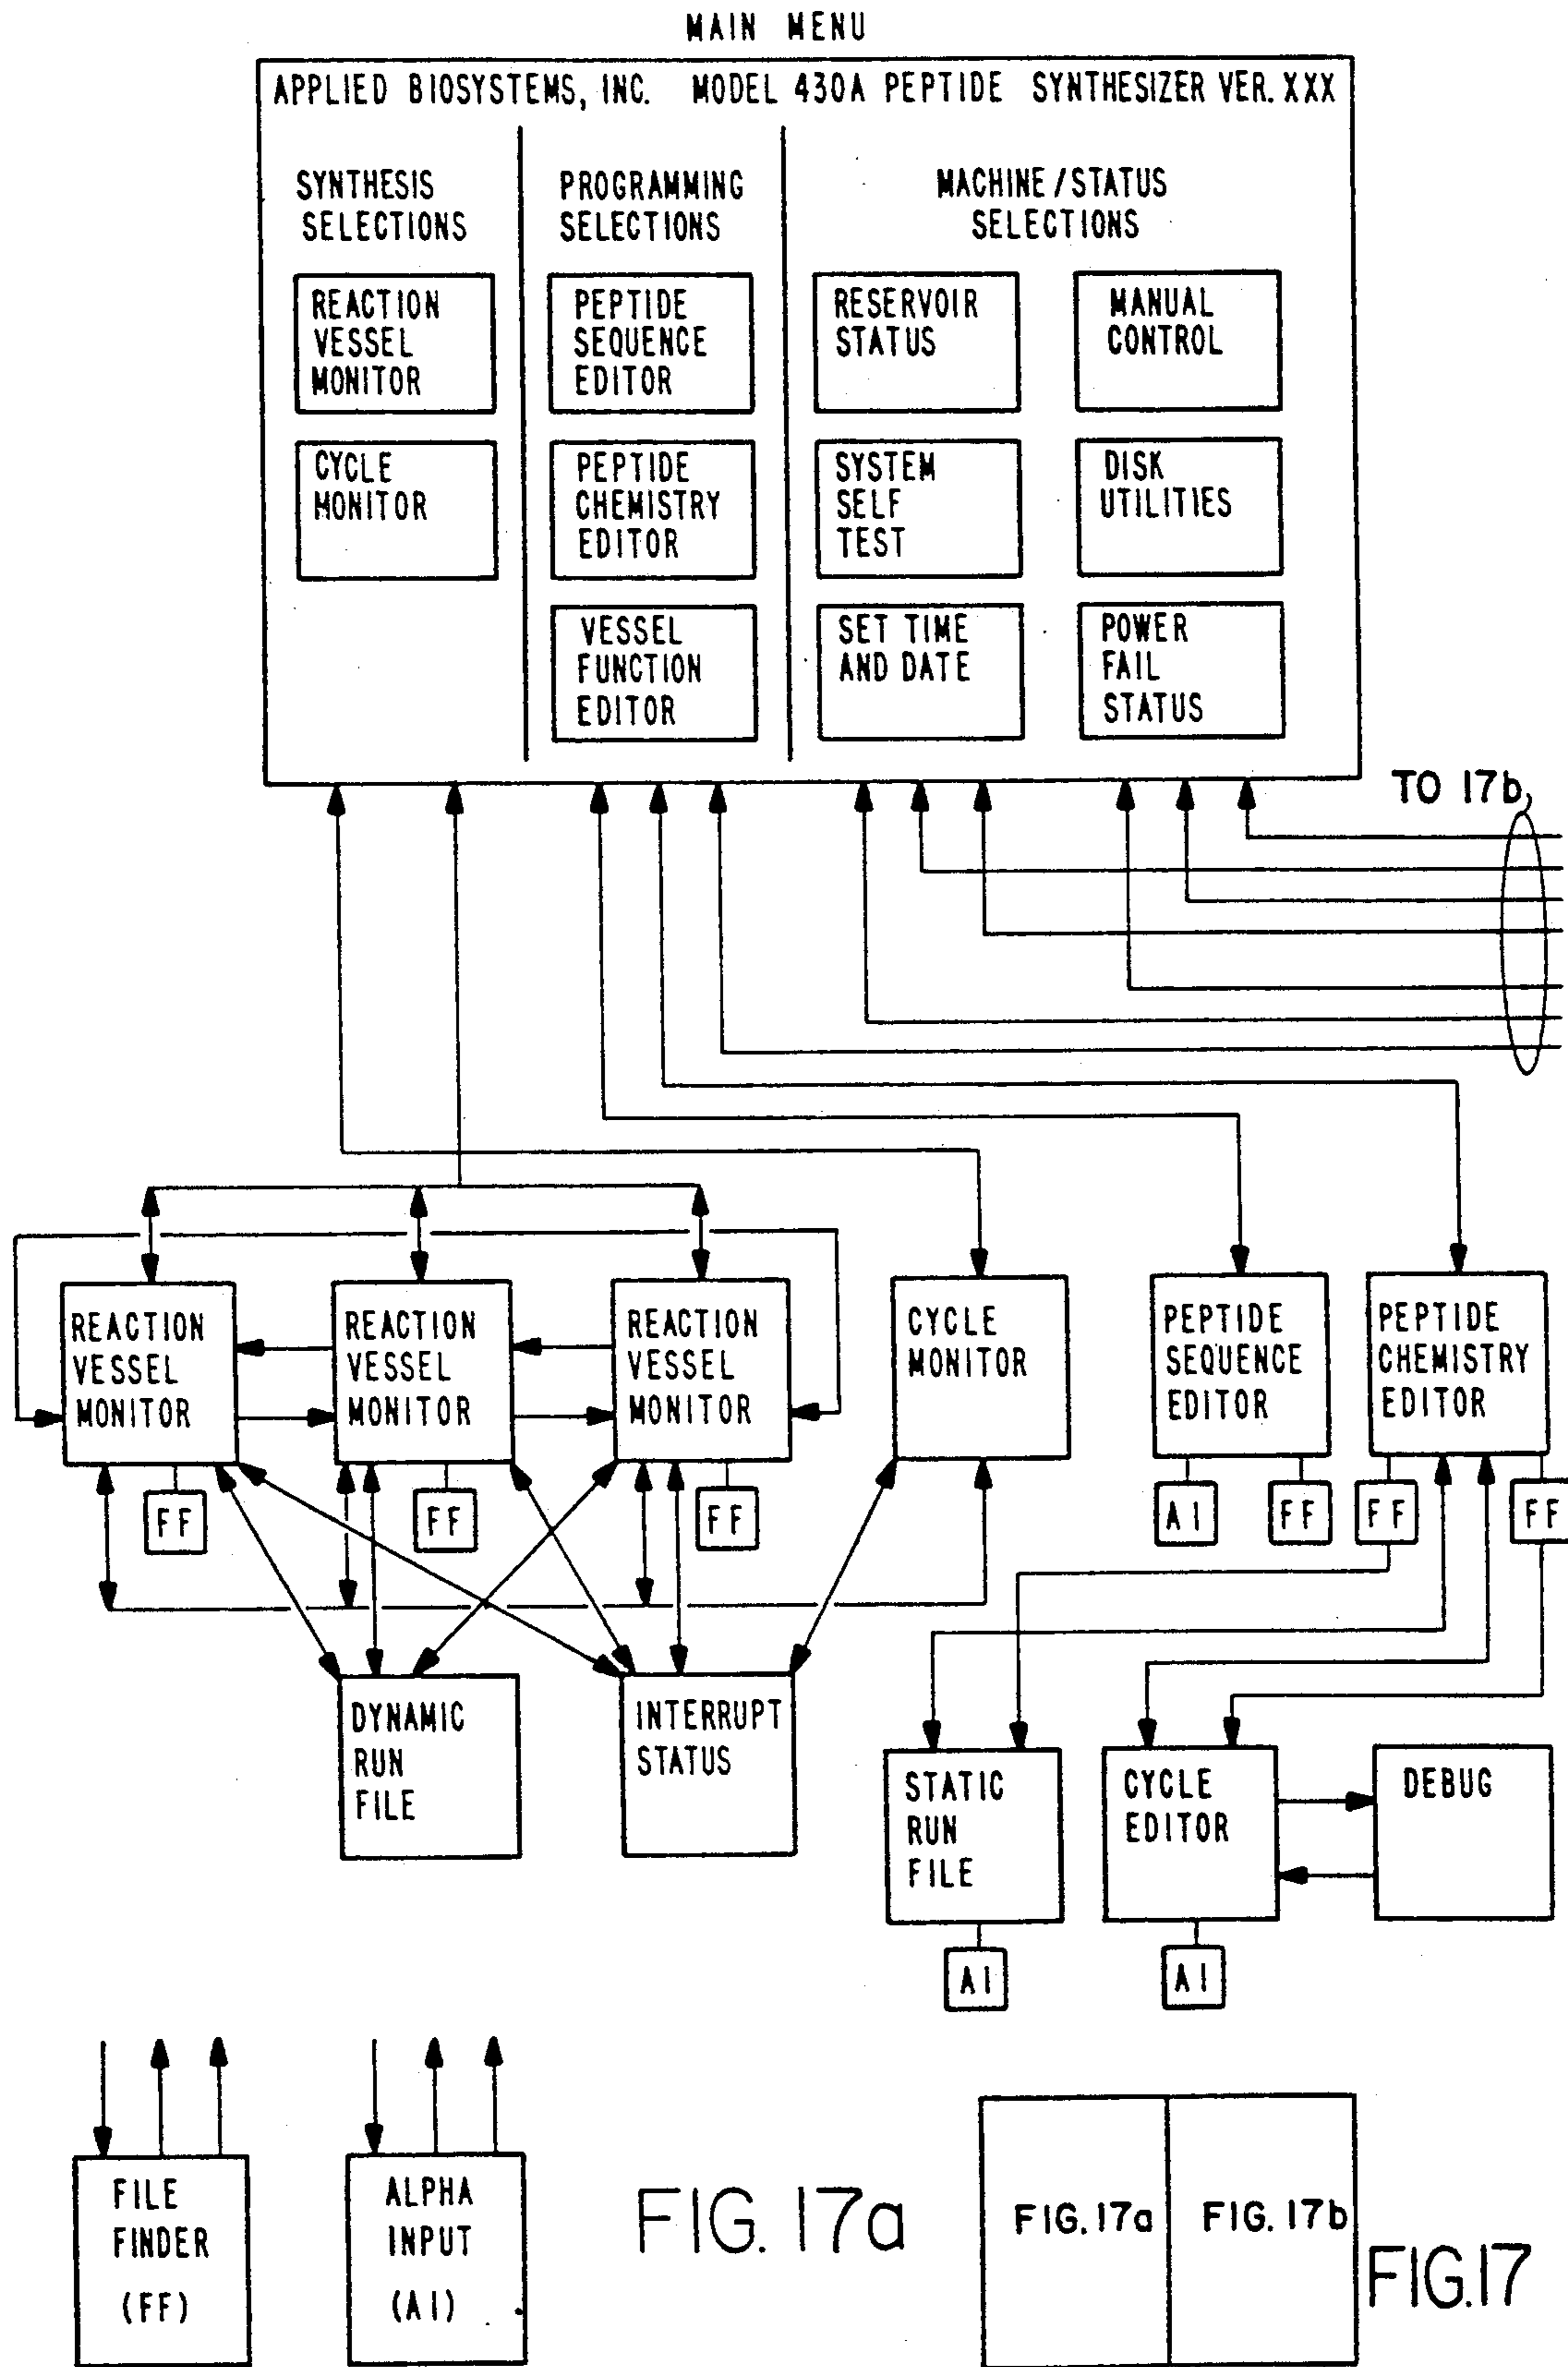 MAIN MENU
APPLIED BIOSYSTEMS, INC. MODEL 430A PEPTIDE SYNTHESIZER VER. XXX
SYNTHESIS
SELECTIONS
REACTION
VESSEL
MONITOR
CYCLE
MONITOR
PROGRAMMING
SELECTIONS
PEPTIDE
SEQUENCE
EDITOR
PEPTIDE
CHEMISTRY
EDITOR
VESSEL
FUNCTION
EDITOR
MACHINE/STATUS
SELECTIONS
RESERVOIR
STATUS
MANUAL
CONTROL
SYSTEM
SELF
TEST
DISK
UTILITIES
SET TIME
AND DATE
POWER
FAIL
STATUS
TO 17b
REACTION
VESSEL
MONITOR
FF
REACTION
VESSEL
MONITOR
FF
REACTION
VESSEL
MONITOR
FF
CYCLE
MONITOR
PEPTIDE
SEQUENCE
EDITOR
AI
FF
PEPTIDE
CHEMISTRY
EDITOR
FF
FF
DYNAMIC
RUN
FILE
INTERRUPT
STATUS
STATIC
RUN
FILE
AI
CYCLE
EDITOR
AI
DEBUG
FILE
FINDER
(FF)
ALPHA
INPUT
(AI)
FIG. 17a
FIG. 17a
FIG. 17b
FIG.17